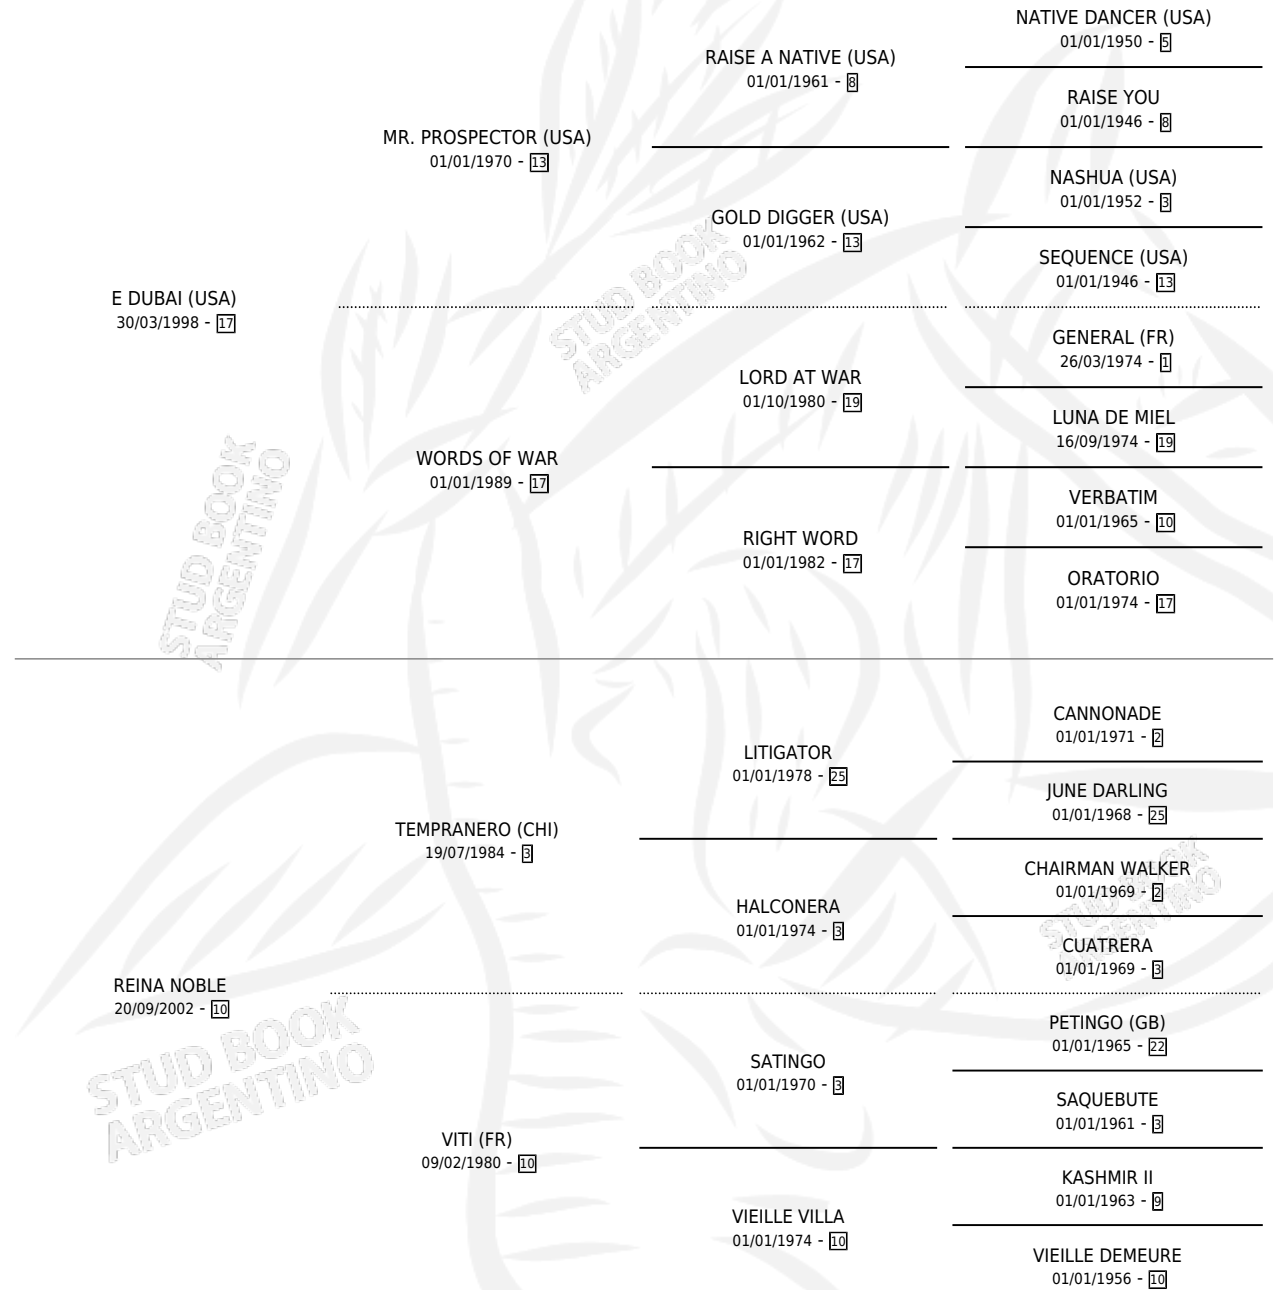 NATIVE DANCER (USA)
01/01/1950 - 5
RAISE A NATIVE (USA)
01/01/1961 - 8
RAISE YOU
01/01/1946 - 8
MR. PROSPECTOR (USA)
01/01/1970 - 13
NASHUA (USA)
01/01/1952 - 3
GOLD DIGGER (USA)
01/01/1962 - 13
SEQUENCE (USA)
01/01/1946 - 13
E DUBAI (USA)
30/03/1998 - 17
GENERAL (FR)
26/03/1974 - 1
LORD AT WAR
01/10/1980 - 19
LUNA DE MIEL
16/09/1974 - 19
WORDS OF WAR
01/01/1989 - 17
VERBATIM
01/01/1965 - 10
RIGHT WORD
01/01/1982 - 17
ORATORIO
01/01/1974 - 17
CANNONADE
01/01/1971 - 2
LITIGATOR
01/01/1978 - 25
JUNE DARLING
01/01/1968 - 25
TEMPRANERO (CHI)
19/07/1984 - 3
CHAIRMAN WALKER
01/01/1969 - 2
HALCONERA
01/01/1974 - 3
CUATRERA
01/01/1969 - 3
REINA NOBLE
20/09/2002 - 10
PETINGO (GB)
01/01/1965 - 22
SATINGO
01/01/1970 - 3
SAQUEBUTE
01/01/1961 - 3
VITI (FR)
09/02/1980 - 10
KASHMIR II
01/01/1963 - 9
VIEILLE VILLA
01/01/1974 - 10
VIEILLE DEMEURE
01/01/1956 - 10
STUD BOOK
ARGENTINO
STUD BOOK
ARGENTINO
STUD BOOK
ARGENTINO
STUD BOOK
ARGENTINO